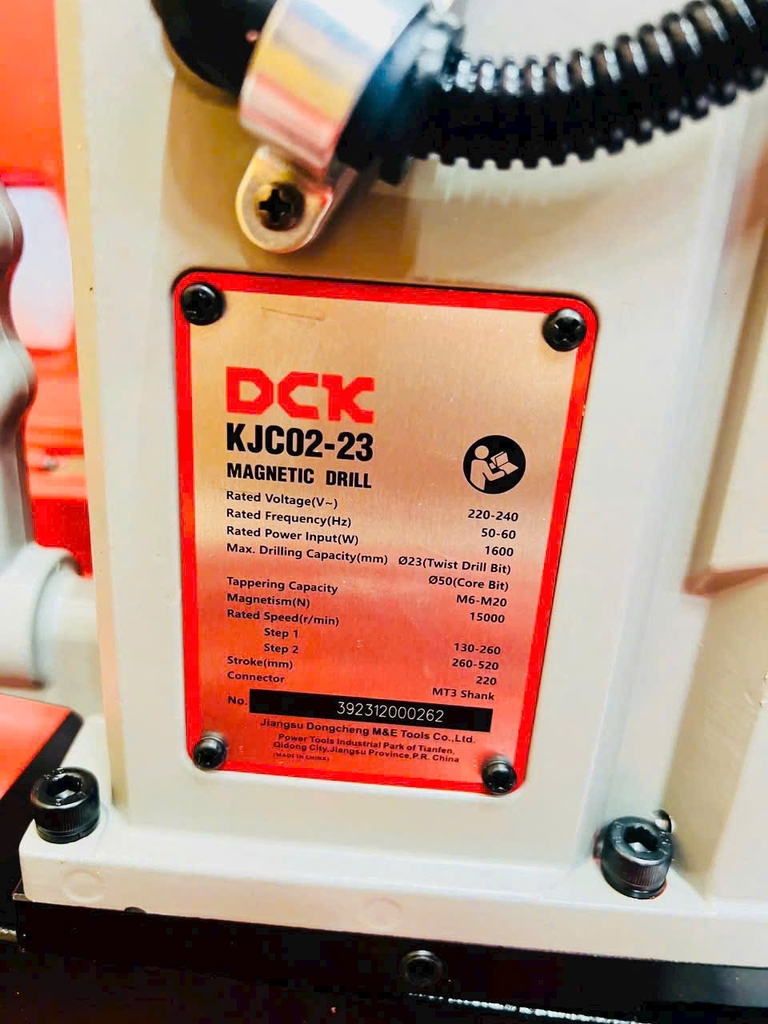 DCK
KJC02-23
MAGNETIC DRILL
Rated Voltage(V~) 220-240
Rated Frequency(Hz) 50-60
Rated Power Input(W) 1600
Max. Drilling Capacity(mm) Ø23(Twist Drill Bit)
Ø50(Core Bit)
Tappering Capacity M6-M20
Magnetism(N) 15000
Rated Speed(r/min)
Step 1 130-260
Step 2 260-520
Stroke(mm) 220
Connector MT3 Shank
No. 392312000262
Jiangsu Dongcheng M&E Tools Co.,Ltd.
Power Tools Industrial Park of Tianfen,
Qidong City,Jiangsu Province,P.R. China
(MADE IN CHINA)